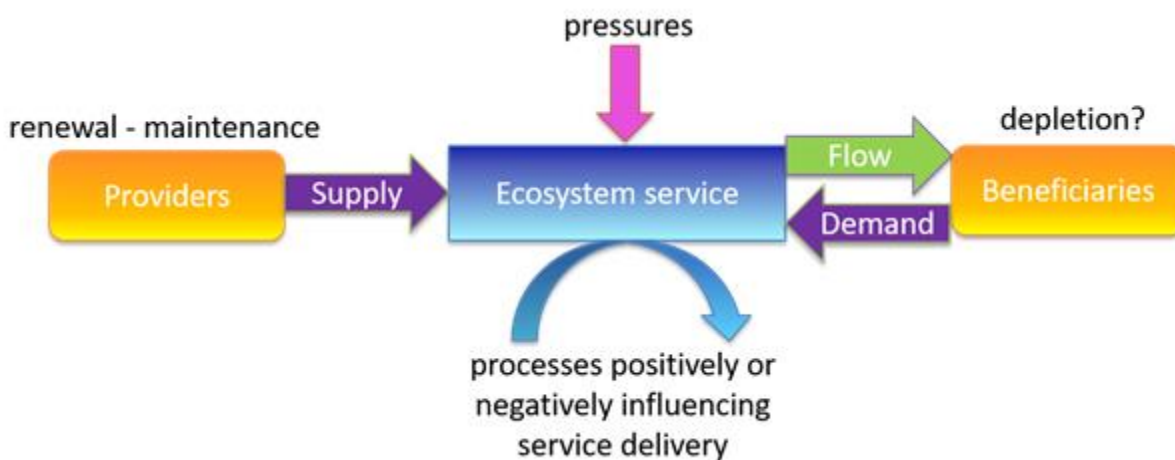 pressures
renewal - maintenance
depletion?
Providers
Supply
Ecosystem service
Flow
Demand
Beneficiaries
processes positively or
negatively influencing
service delivery